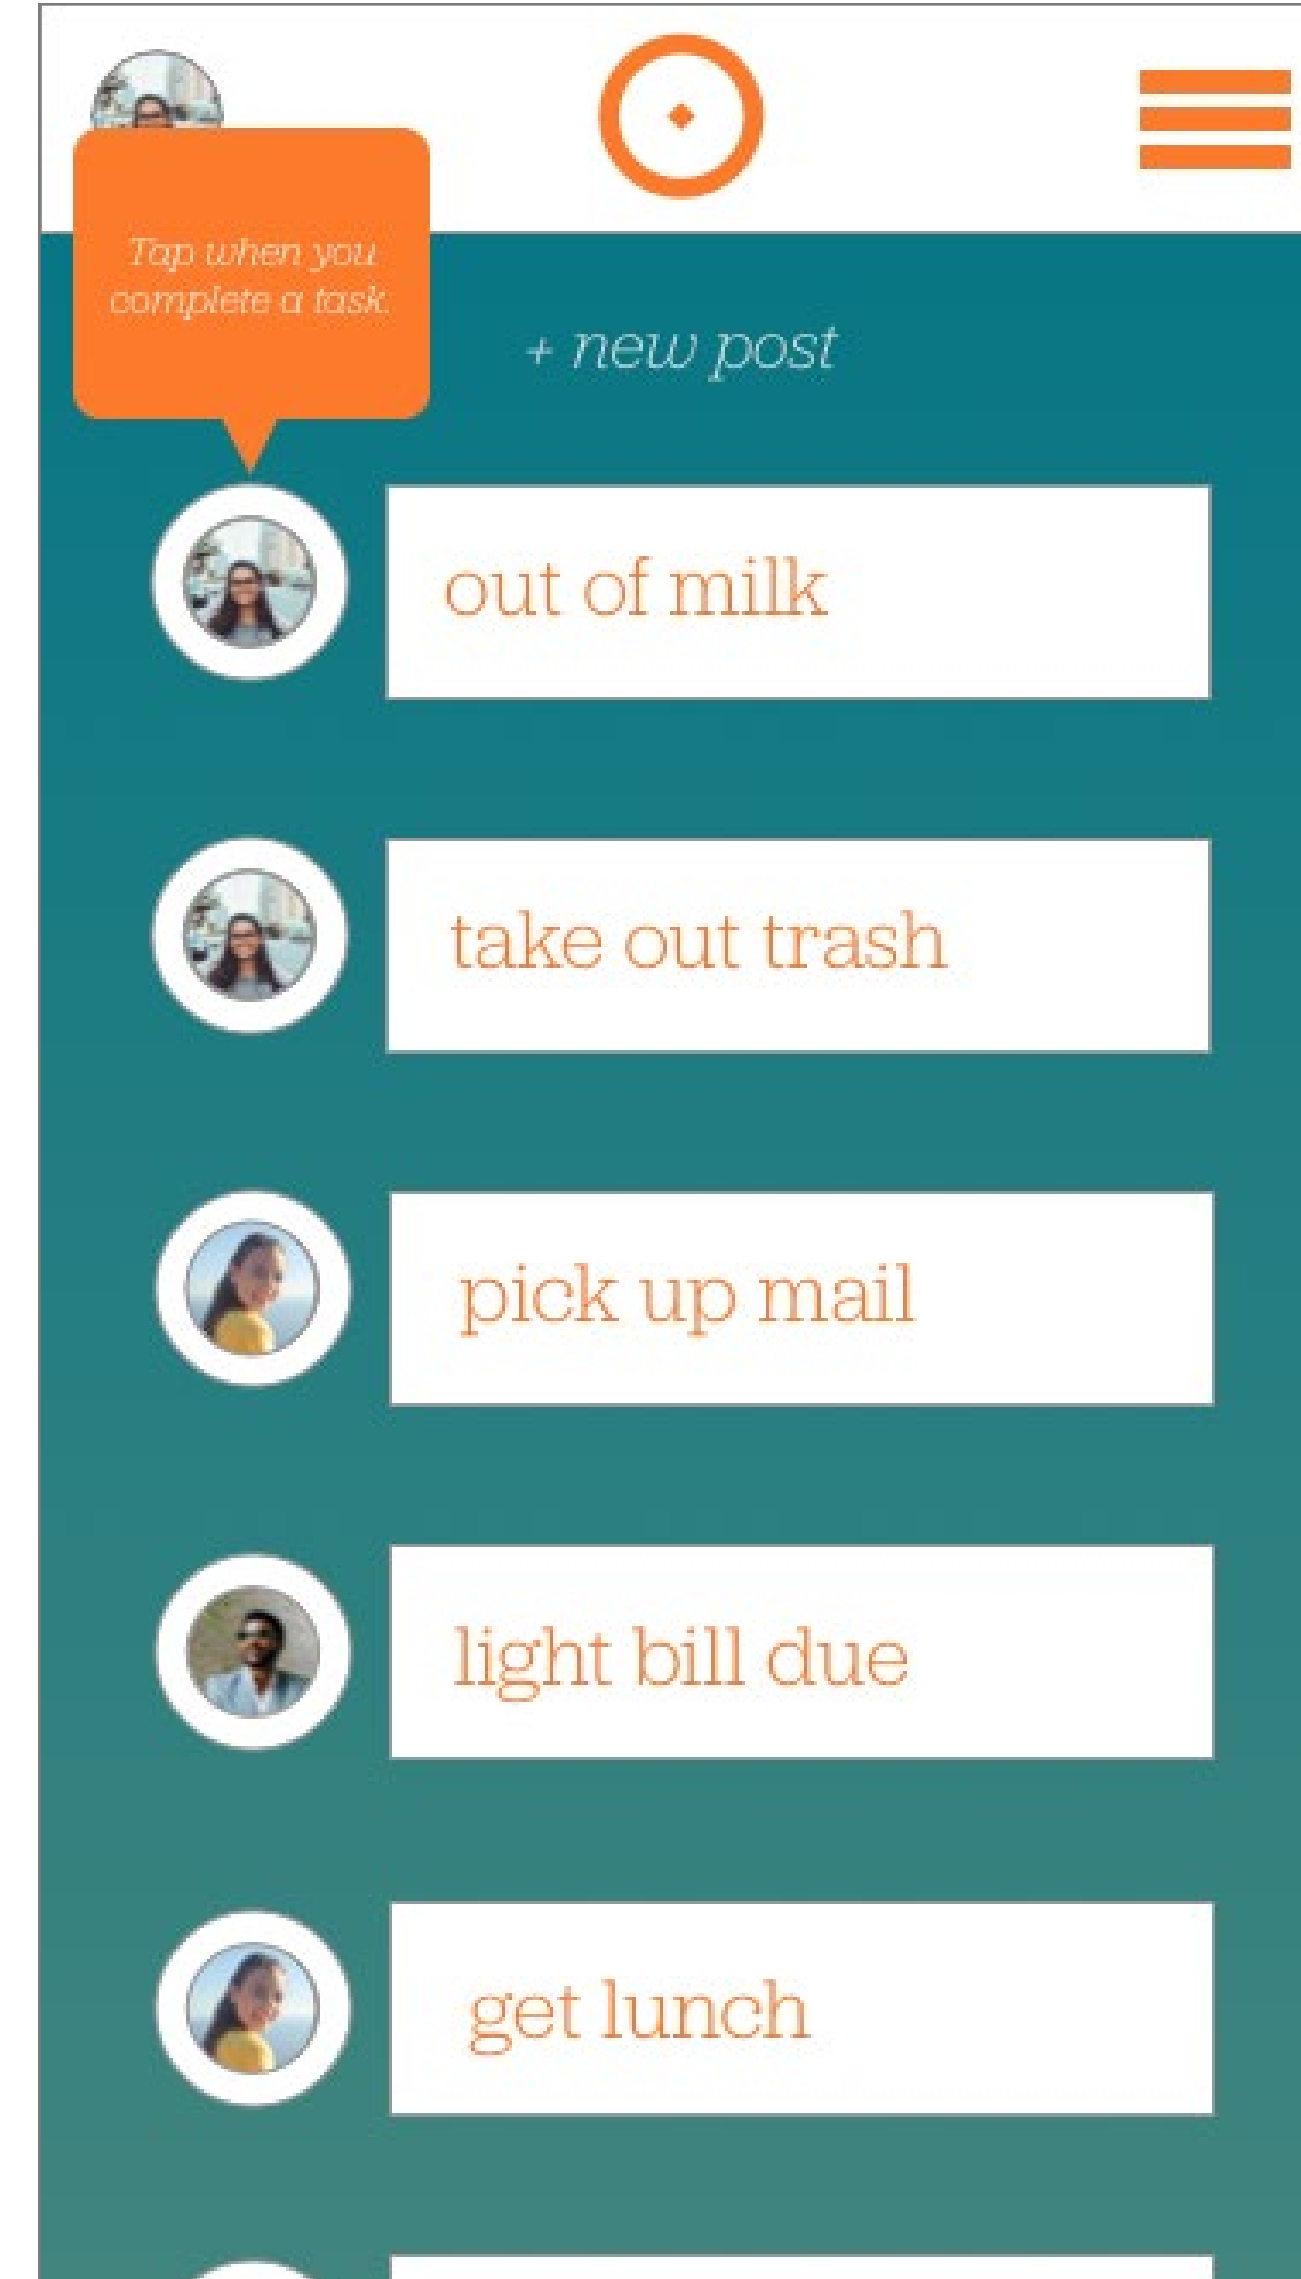 Tap when you
complete a task.
+ new post
out of milk
take out trash
pick up mail
light bill due
get lunch